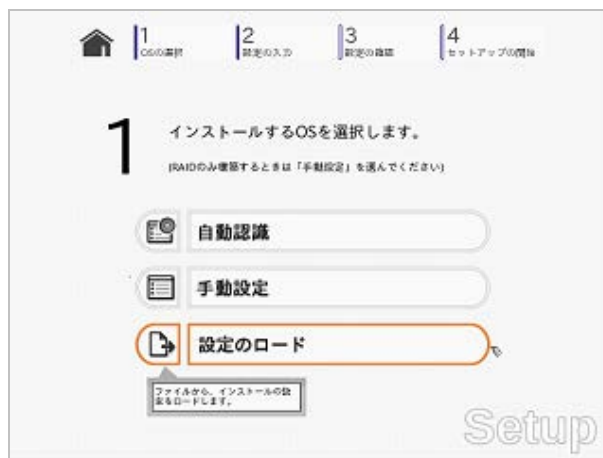 1
OSの選択
2
設定の入力
3
設定の確認
4
セットアップの開始
1
インストールするOSを選択します。
(RAIDのみ構築するときは「手動設定」を選んでください)
自動認識
手動設定
設定のロード
ファイルから、インストールの設
定をロードします。
Setup